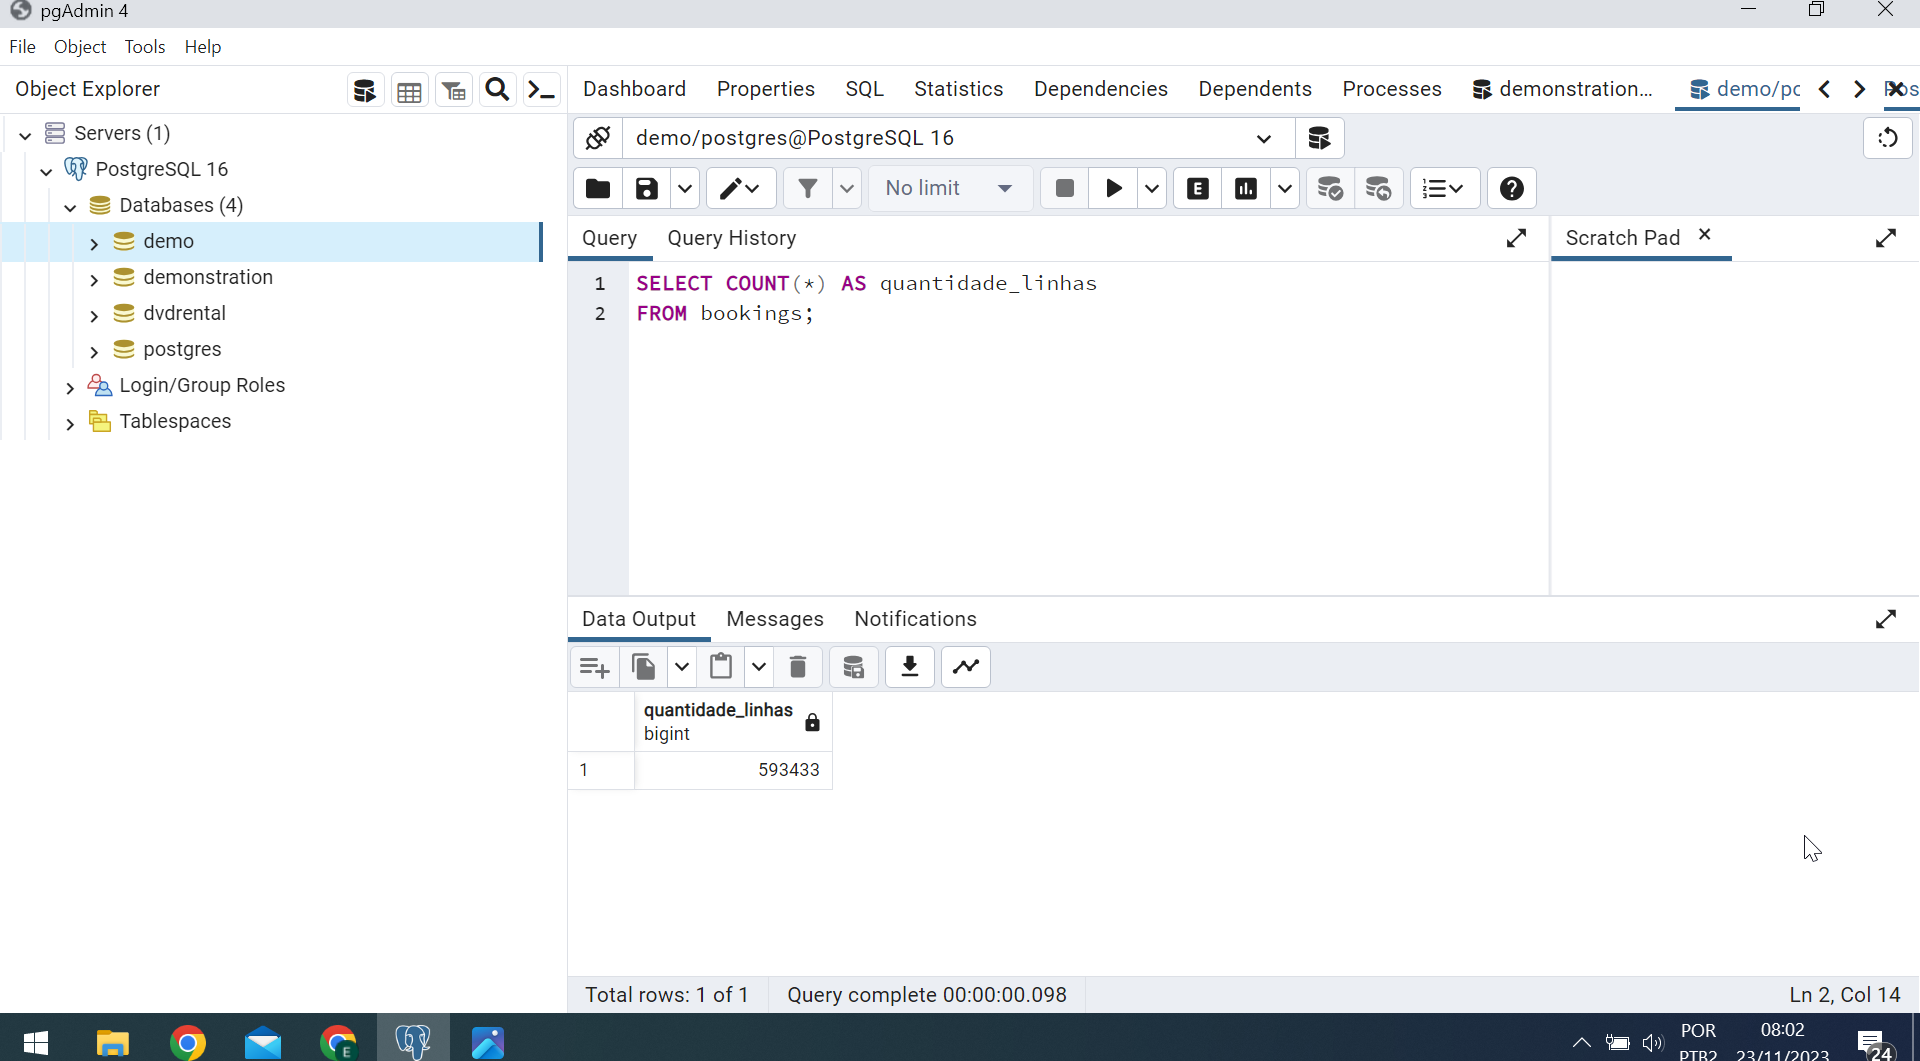 pgAdmin 4
File Object Tools Help
Object Explorer
Dashboard Properties SQL Statistics Dependencies Dependents Processes demonstration... demo/pc
Servers (1)
PostgreSQL 16
Databases (4)
demo
demonstration
dvdrental
postgres
Login/Group Roles
Tablespaces
demo/postgres@PostgreSQL 16
No limit
E
Query Query History
Scratch Pad
1 SELECT COUNT(*) AS quantidade_linhas
2 FROM bookings;
Data Output Messages Notifications
quantidade_linhas
bigint
1 593433
Total rows: 1 of 1 Query complete 00:00:00.098 Ln 2, Col 14
E
POR 08:02
PTB2 23/11/2023
24